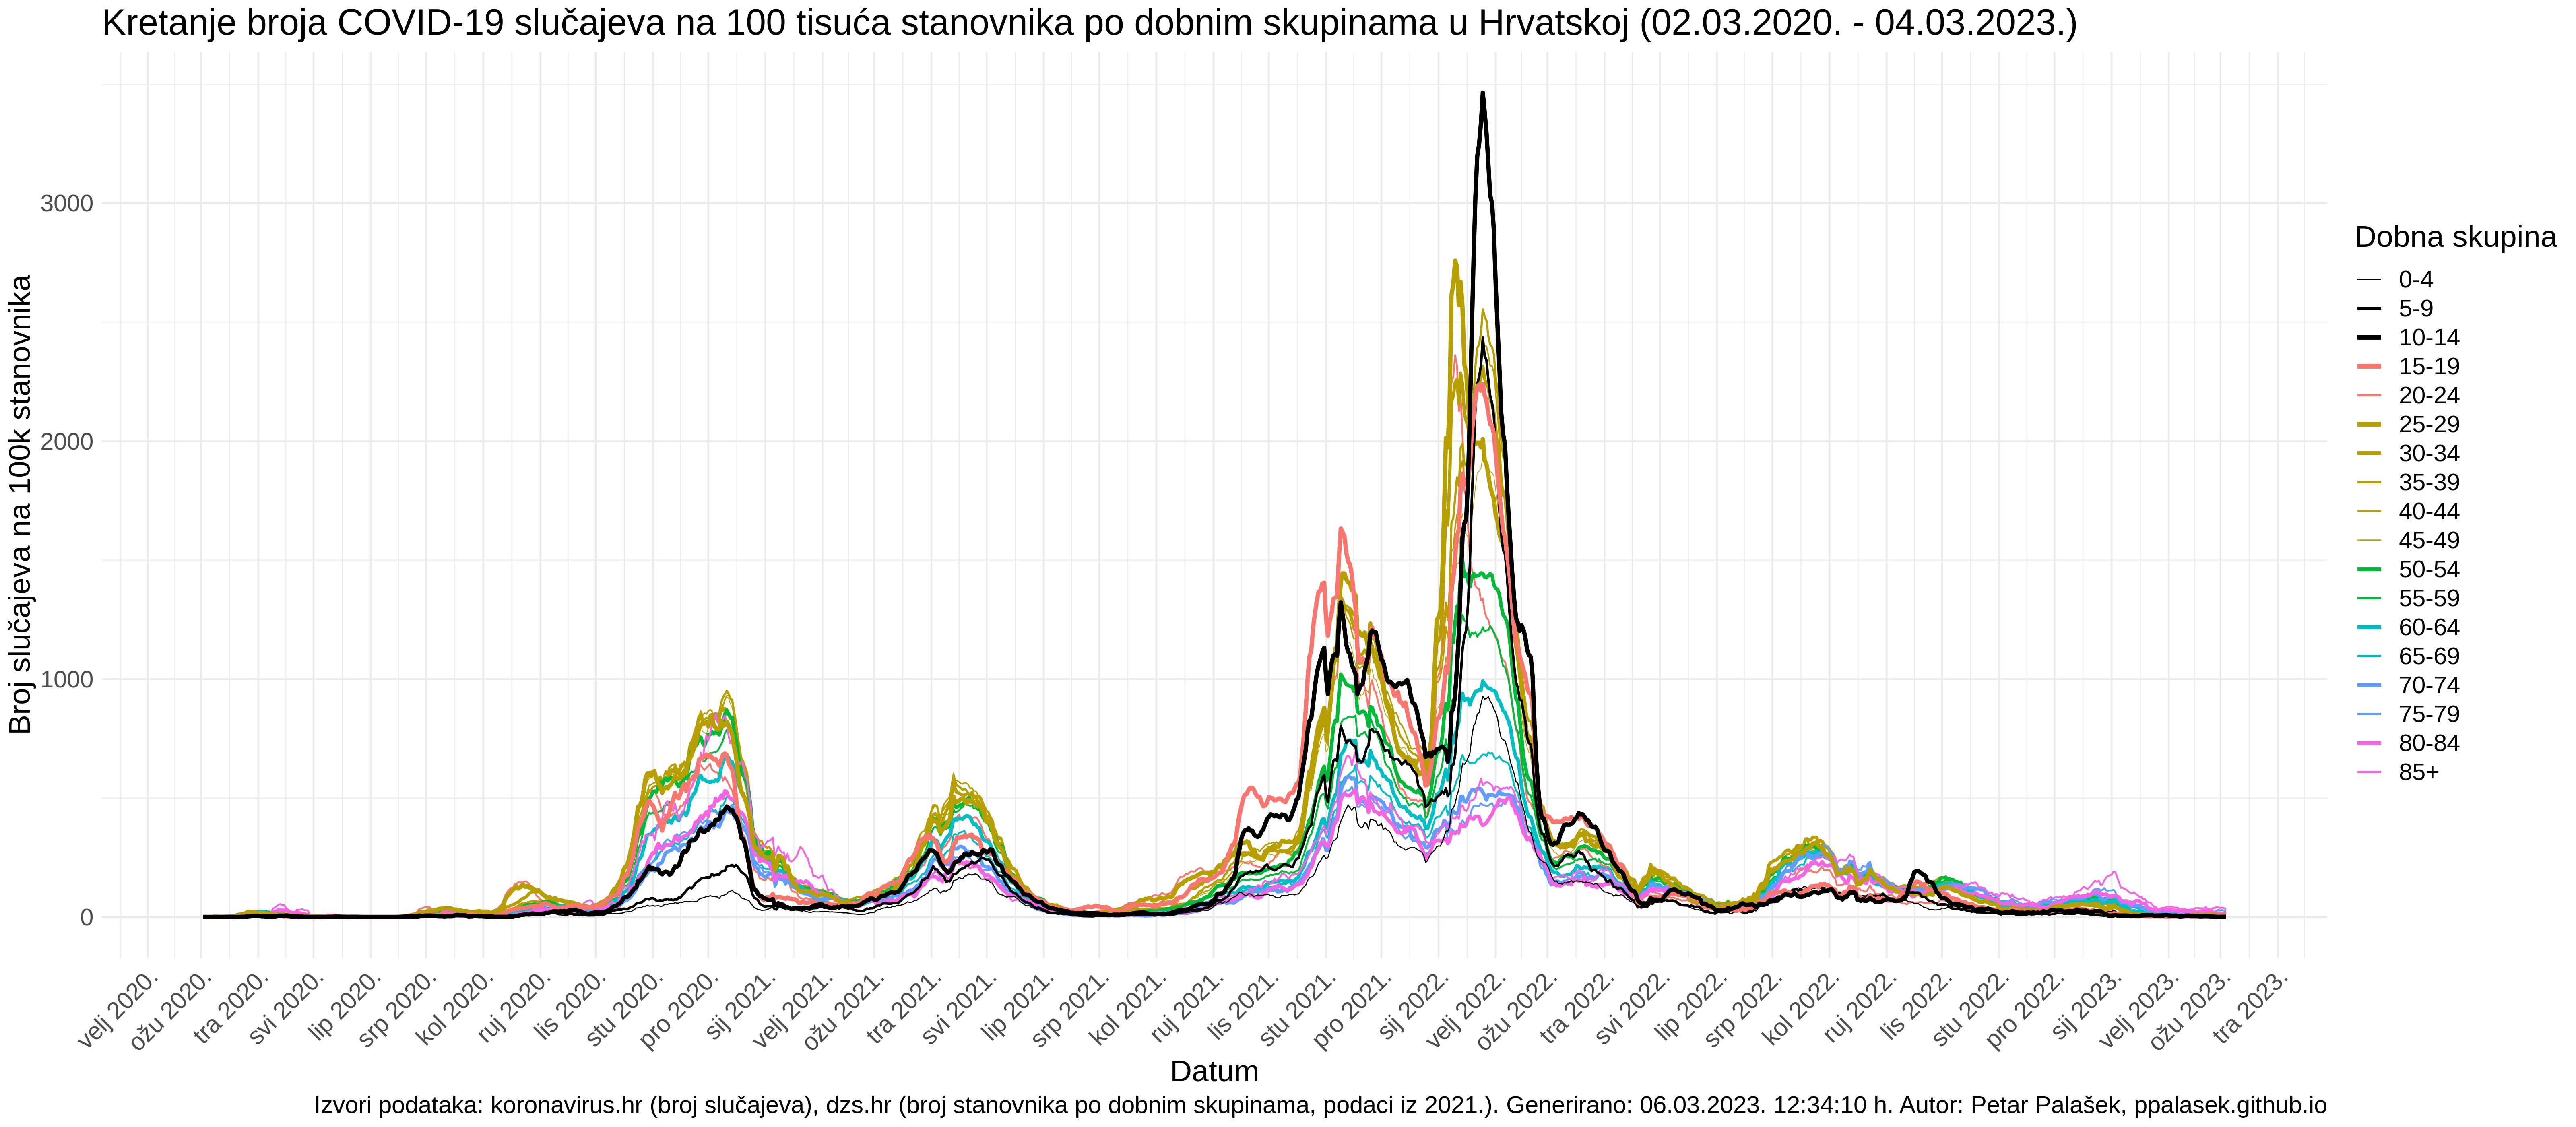 Kretanje broja COVID-19 slučajeva na 100 tisuća stanovnika po dobnim skupinama u Hrvatskoj (02.03.2020. - 04.03.2023.)
Broj slučajeva na 100k stanovnika
3000
2000
1000
0
velj 2020.
ožu 2020.
tra 2020.
svi 2020.
lip 2020.
srp 2020.
kol 2020.
ruj 2020.
lis 2020.
stu 2020.
pro 2020.
sij 2021.
velj 2021.
ožu 2021.
tra 2021.
svi 2021.
lip 2021.
srp 2021.
kol 2021.
ruj 2021.
lis 2021.
stu 2021.
pro 2021.
sij 2022.
velj 2022.
ožu 2022.
tra 2022.
svi 2022.
lip 2022.
srp 2022.
kol 2022.
ruj 2022.
lis 2022.
stu 2022.
pro 2022.
sij 2023.
velj 2023.
ožu 2023.
tra 2023.
Datum
Dobna skupina
0-4
5-9
10-14
15-19
20-24
25-29
30-34
35-39
40-44
45-49
50-54
55-59
60-64
65-69
70-74
75-79
80-84
85+
Izvori podataka: koronavirus.hr (broj slučajeva), dzs.hr (broj stanovnika po dobnim skupinama, podaci iz 2021.). Generirano: 06.03.2023. 12:34:10 h. Autor: Petar Palašek, ppalasek.github.io